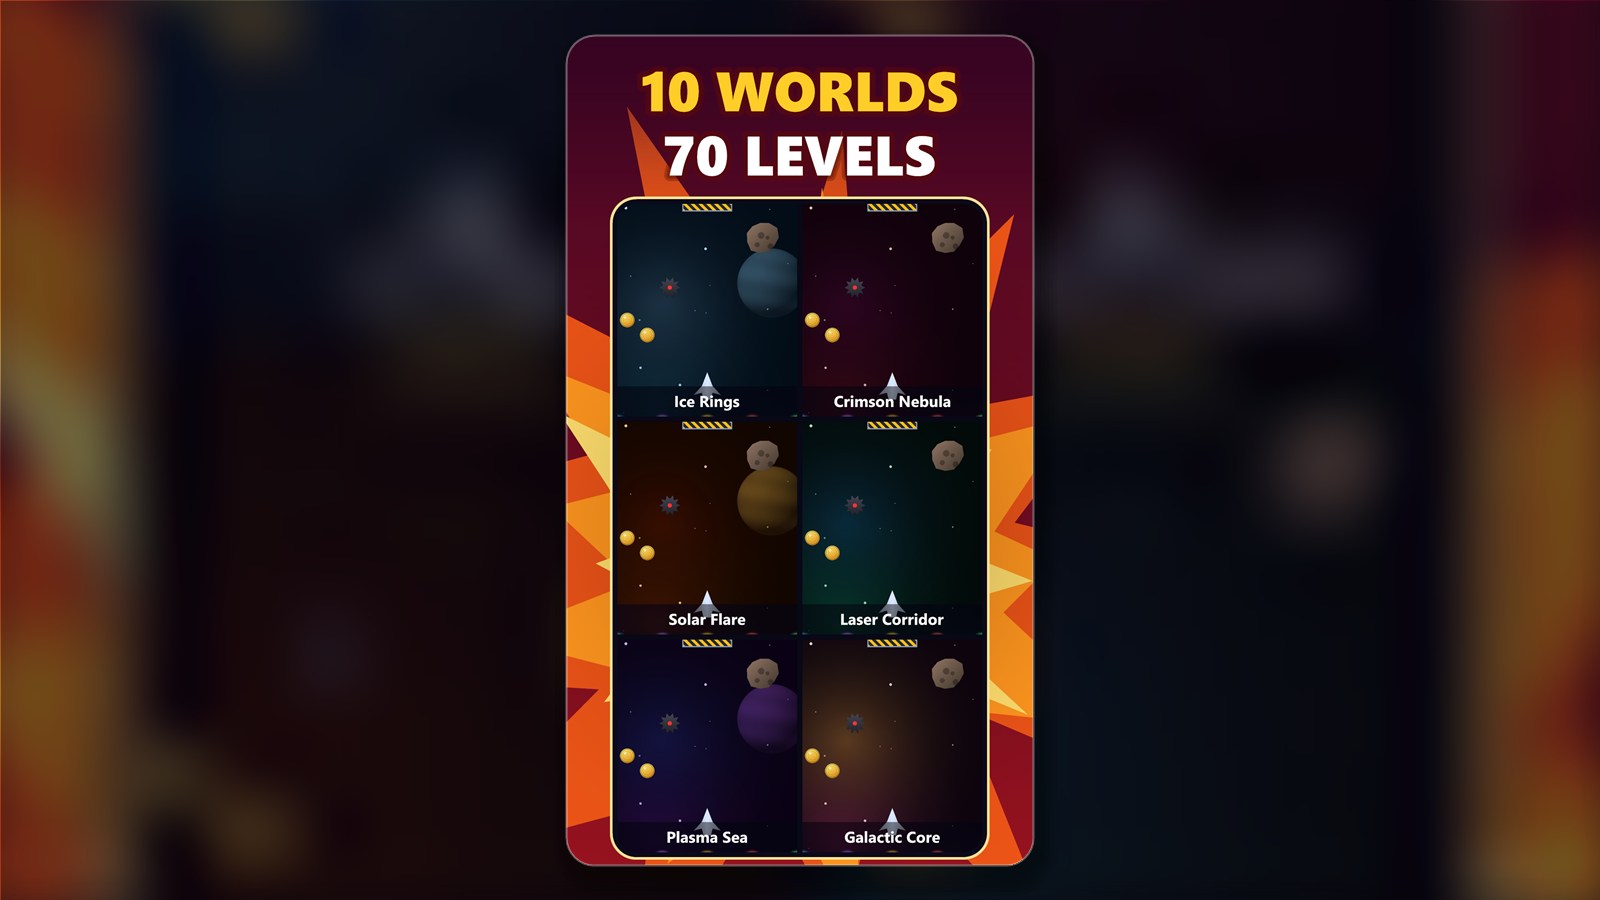 10 WORLDS
70 LEVELS
Ice Rings
Crimson Nebula
Solar Flare
Laser Corridor
Plasma Sea
Galactic Core